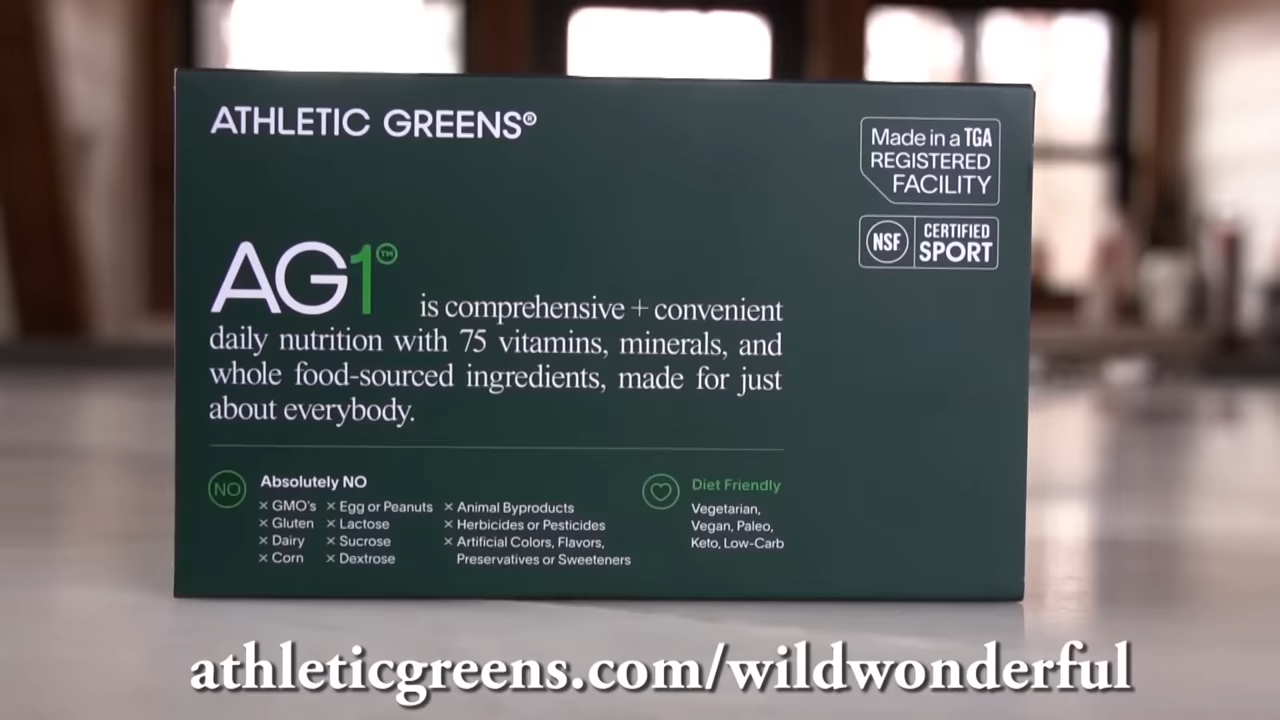 ATHLETIC GREENS®
Made in a TGA
REGISTERED
FACILITY
NSF
CERTIFIED
SPORT
AG1™ is comprehensive + convenient
daily nutrition with 75 vitamins, minerals, and
whole food-sourced ingredients, made for just
about everybody.
NO
Absolutely NO
× GMO's × Egg or Peanuts × Animal Byproducts
× Gluten × Lactose × Herbicides or Pesticides
× Dairy × Sucrose × Artificial Colors, Flavors,
× Corn × Dextrose Preservatives or Sweeteners
Diet Friendly
Vegetarian,
Vegan, Paleo,
Keto, Low-Carb
athleticgreens.com/wildwonderful